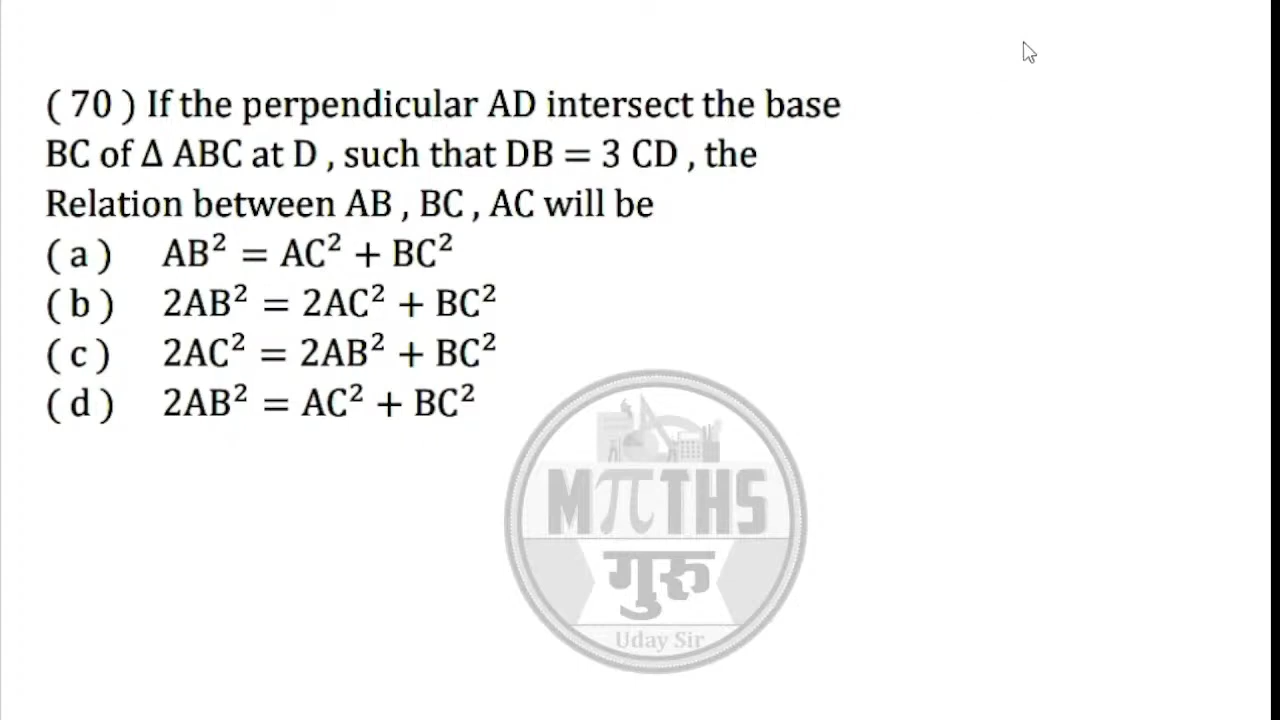 ( 70 ) If the perpendicular AD intersect the base
BC of Δ ABC at D , such that DB = 3 CD , the
Relation between AB , BC , AC will be
( a ) AB² = AC² + BC²
( b ) 2AB² = 2AC² + BC²
( c ) 2AC² = 2AB² + BC²
( d ) 2AB² = AC² + BC²
MπTHS
गुरु
Uday Sir